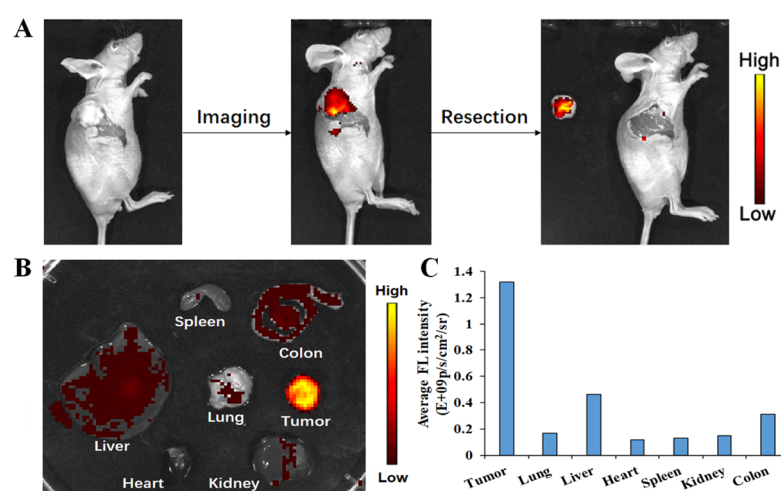 A
Imaging
Resection
High
Low
B
Spleen
Colon
Liver
Lung
Tumor
Heart
Kidney
High
Low
C
Average FL intensity
(E+09p/s/cm²/sr)
1.4
1.2
1
0.8
0.6
0.4
0.2
0
Tumor
Lung
Liver
Heart
Spleen
Kidney
Colon